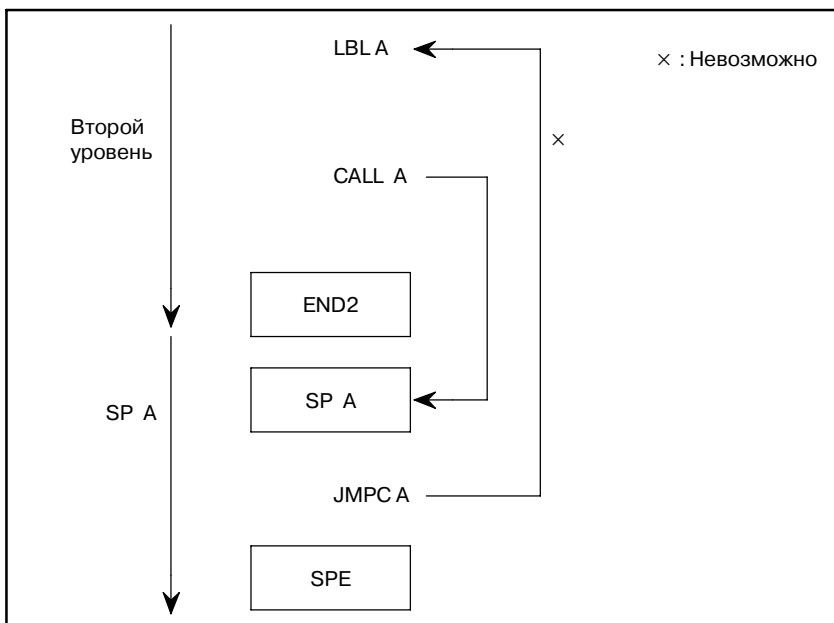 LBL A
× : Невозможно
Второй
уровень
×
CALL A
END2
SP A
SP A
JMPC A
SPE